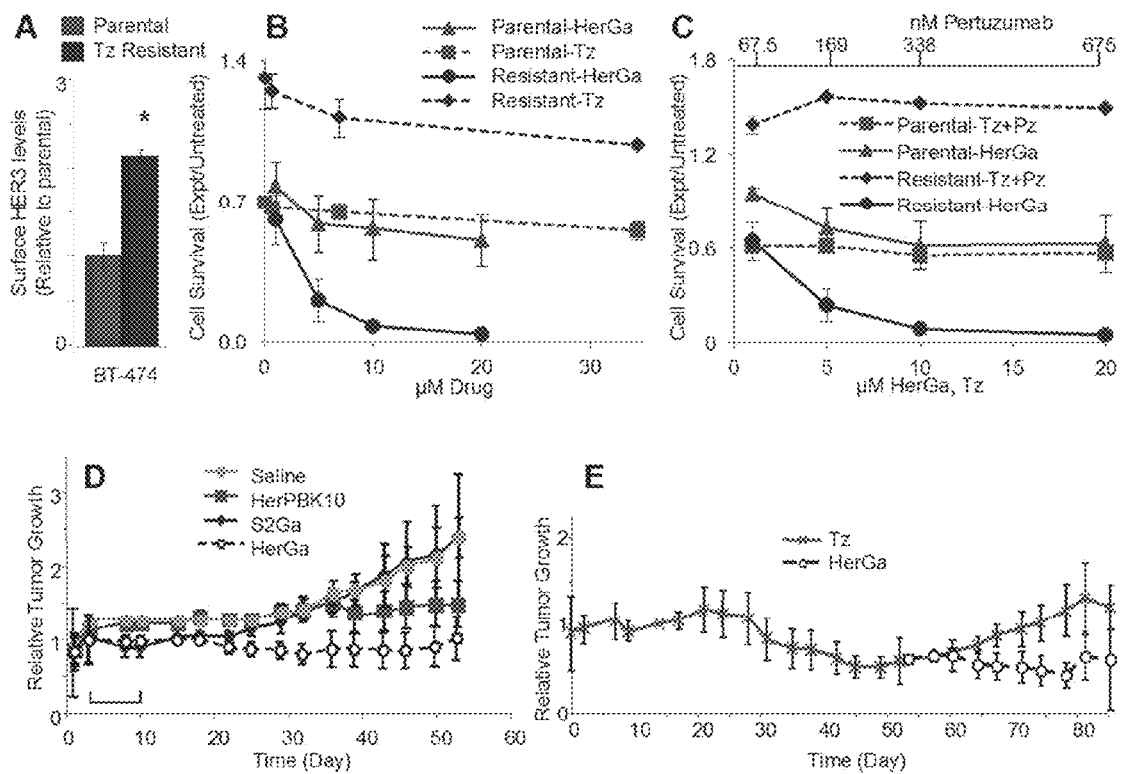 A
Parental
Tz Resistant
Surface HER3 levels
(Relative to parental)
3
0
*
BT-474
B
Parental-HerGa
Parental-Tz
Resistant-HerGa
Resistant-Tz
Cell Survival (Expt/Untreated)
1.4
0.7
0.0
0 10 20 30
µM Drug
C
nM Pertuzumab
67.5 169 338 675
Cell Survival (Expt/Untreated)
1.8
1.2
0.6
0
Parental-Tz+Pz
Parental-HerGa
Resistant-Tz+Pz
Resistant-HerGa
0 5 10 15 20
µM HerGa, Tz
D
Saline
HerPBK10
S2Ga
HerGa
Relative Tumor Growth
3
2
1
0
0 10 20 30 40 50 60
Time (Day)
E
Tz
HerGa
Relative Tumor Growth
2
1
0
0 10 20 30 40 50 60 70 80
Time (Day)